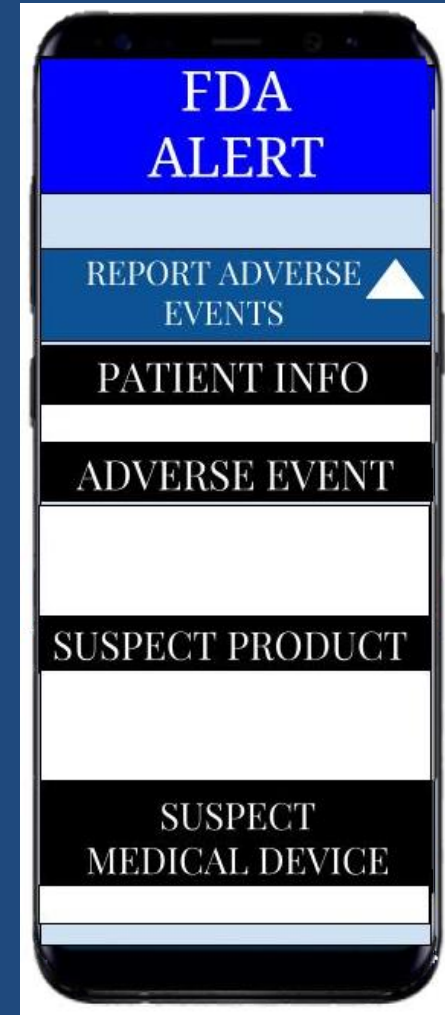 FDA
ALERT
REPORT ADVERSE
EVENTS
PATIENT INFO
ADVERSE EVENT
SUSPECT PRODUCT
SUSPECT
MEDICAL DEVICE